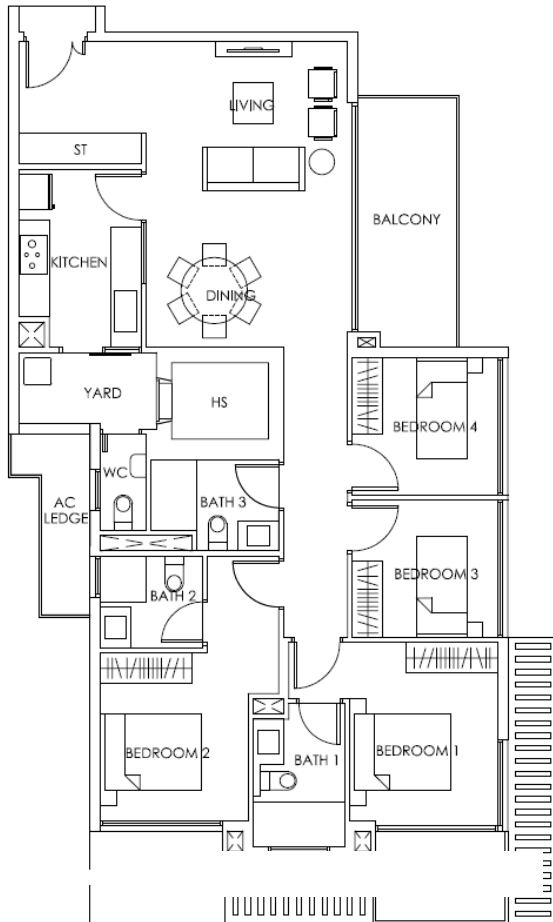 LIVING
ST
BALCONY
KITCHEN
DINING
YARD
HS
BEDROOM 4
WC
AC
LEDGE
BATH 3
BEDROOM 3
BATH 2
BEDROOM 2
BATH 1
BEDROOM 1